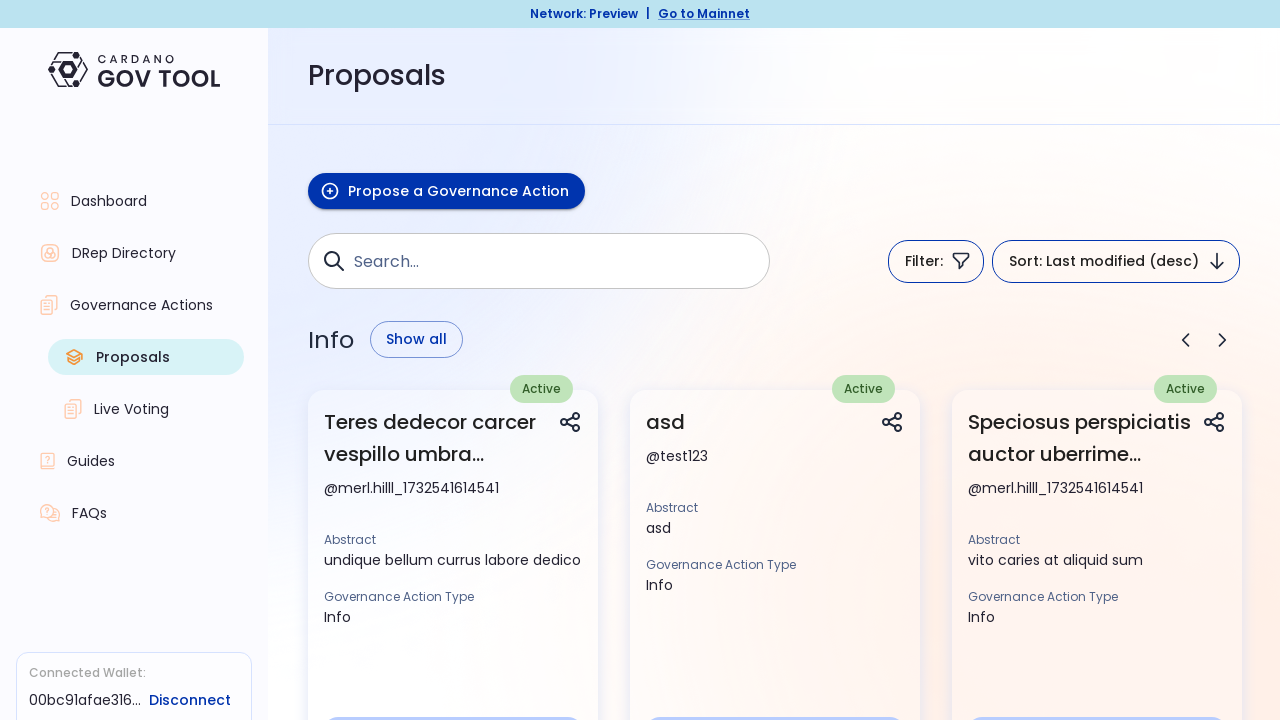 Network: Preview | Go to Mainnet
CARDANO
GOV TOOL
Dashboard
DRep Directory
Governance Actions
Proposals
Live Voting
Guides
FAQs
Connected Wallet:
00bc91afae316... Disconnect
Proposals
Propose a Governance Action
Search...
Filter:
Sort: Last modified (desc)
Info
Show all
Active
Teres dedecor carcer
vespillo umbra...
@merl.hilll_1732541614541
Abstract
undique bellum currus labore dedico
Governance Action Type
Info
Active
asd
@test123
Abstract
asd
Governance Action Type
Info
Active
Speciosus perspiciatis
auctor uberrime...
@merl.hilll_1732541614541
Abstract
vito caries at aliquid sum
Governance Action Type
Info